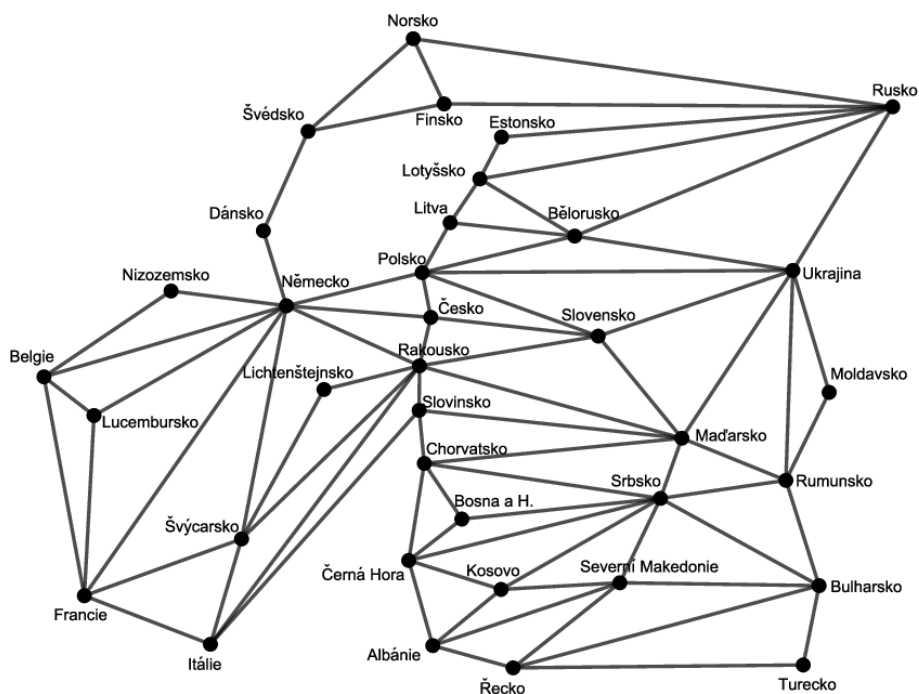 Norsko
Rusko
Švédsko
Finsko
Estonsko
Lotyšsko
Dánsko
Litva
Bělorusko
Nizozemsko
Německo
Polsko
Ukrajina
Česko
Slovensko
Belgie
Rakousko
Lichtenštejnsko
Moldavsko
Lucembursko
Slovinsko
Maďarsko
Chorvatsko
Srbsko
Rumunsko
Bosna a H.
Švýcarsko
Černá Hora
Kosovo
Severní Makedonie
Bulharsko
Francie
Itálie
Albánie
Řecko
Turecko